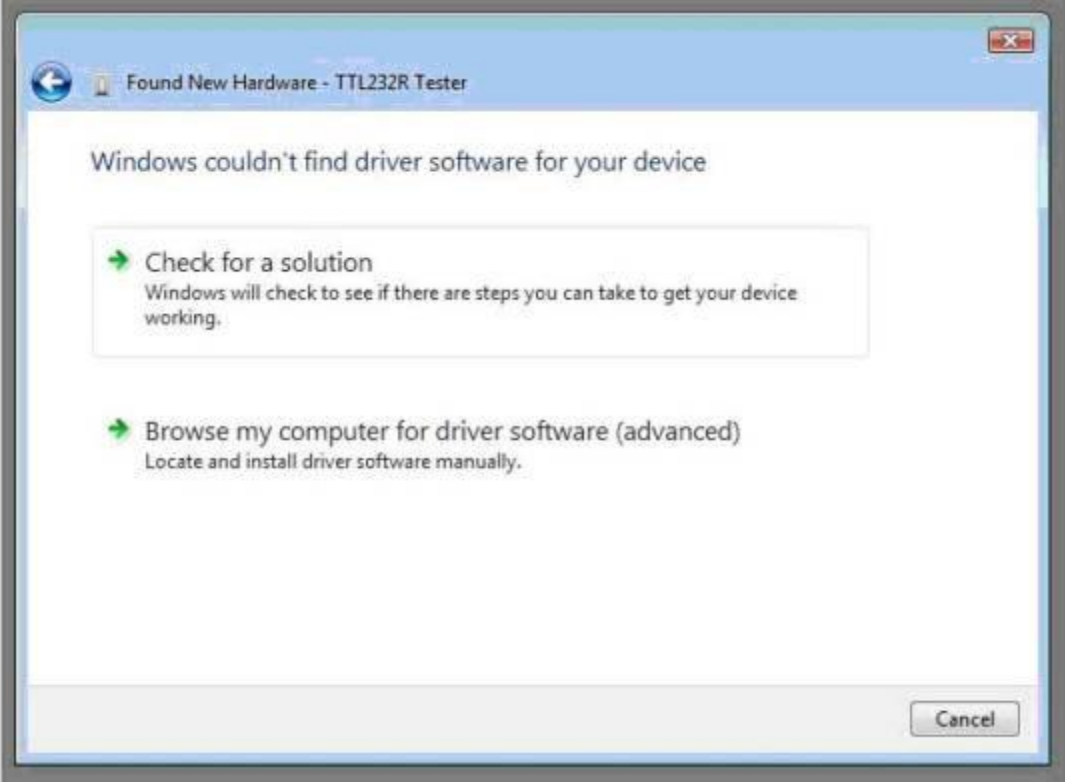 Found New Hardware - TTL232R Tester
Windows couldn't find driver software for your device
Check for a solution
Windows will check to see if there are steps you can take to get your device
working.
Browse my computer for driver software (advanced)
Locate and install driver software manually.
Cancel